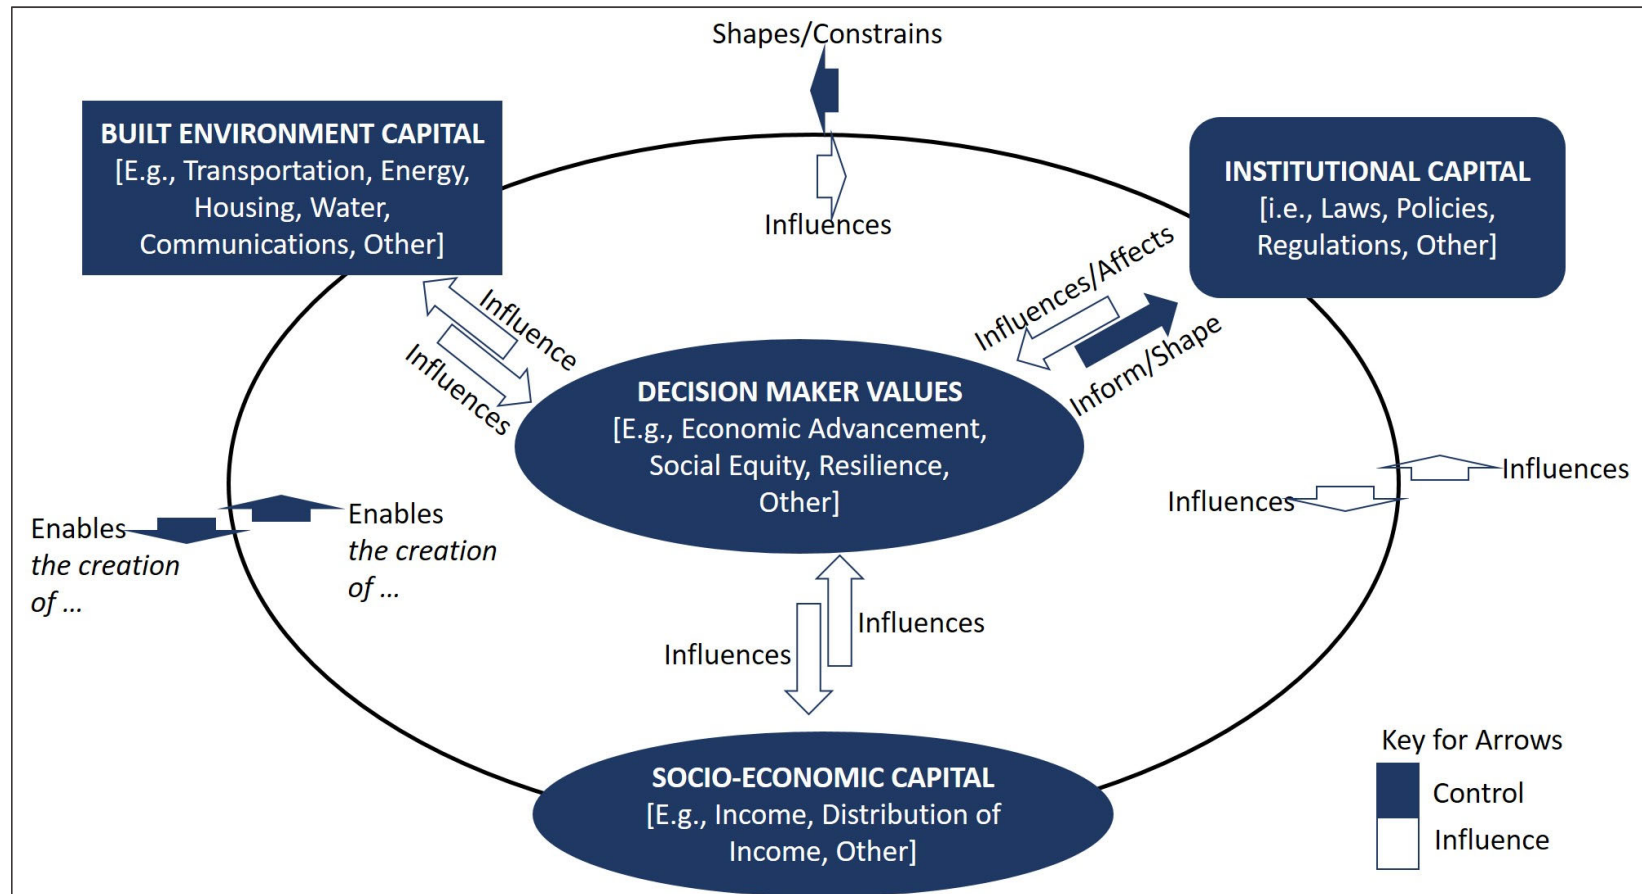 Shapes/Constrains
BUILT ENVIRONMENT CAPITAL
[E.g., Transportation, Energy,
Housing, Water,
Communications, Other]
Influences
INSTITUTIONAL CAPITAL
[i.e., Laws, Policies,
Regulations, Other]
Influence
Influences
Influences/Affects
Inform/Shape
DECISION MAKER VALUES
[E.g., Economic Advancement,
Social Equity, Resilience,
Other]
Enables
the creation
of ...
Enables
the creation
of ...
Influences
Influences
Influences
Influences
SOCIO-ECONOMIC CAPITAL
[E.g., Income, Distribution of
Income, Other]
Key for Arrows
Control
Influence